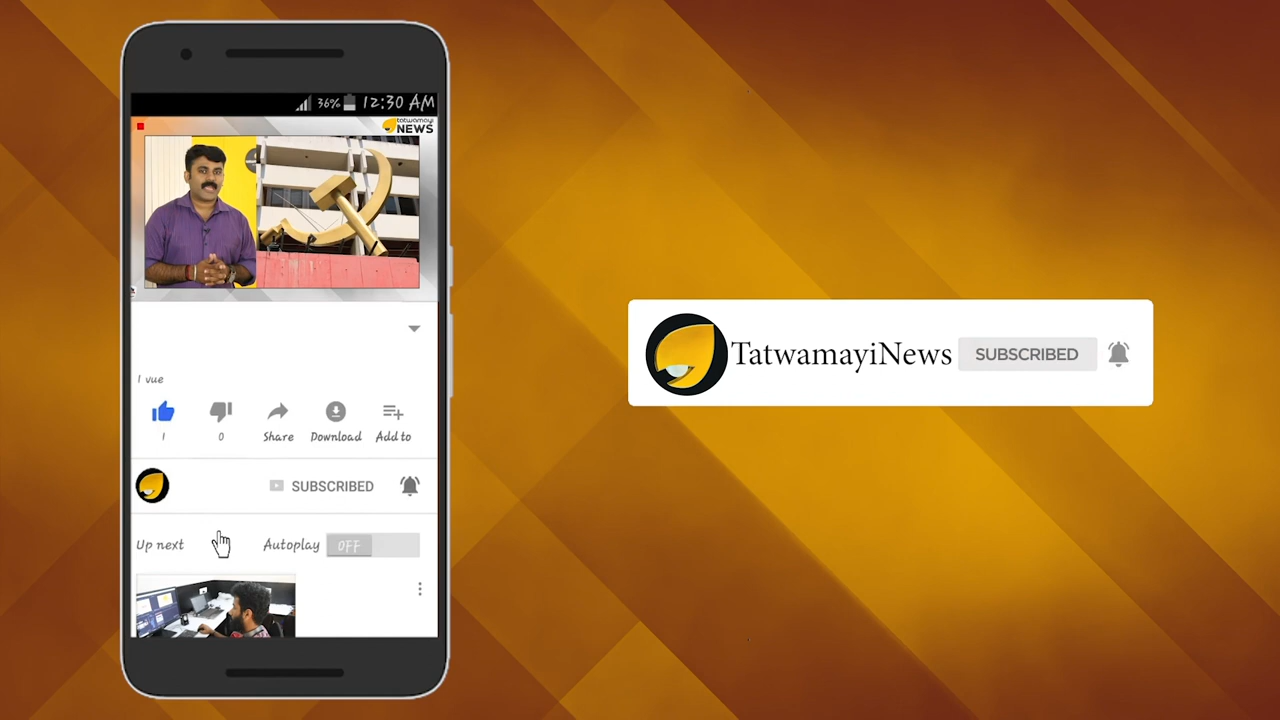 36% 12:30 AM
tatwamayi
NEWS
1 vue
1
0
Share
Download
Add to
SUBSCRIBED
Up next
Autoplay
OFF
TatwamayiNews
SUBSCRIBED